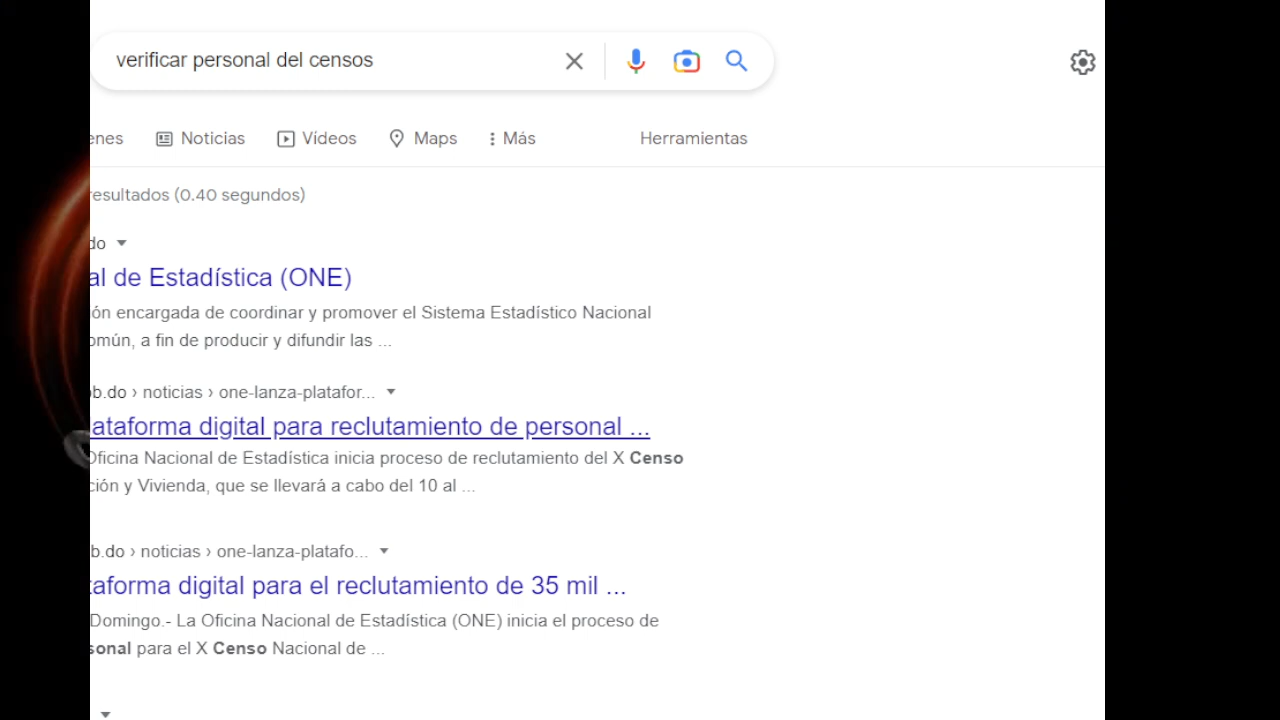 verificar personal del censos
enes Noticias Vídeos Maps Más Herramientas
resultados (0.40 segundos)
do
al de Estadística (ONE)
ón encargada de coordinar y promover el Sistema Estadístico Nacional
omún, a fin de producir y difundir las ...
ob.do › noticias › one-lanza-platafor...
ataforma digital para reclutamiento de personal ...
Oficina Nacional de Estadística inicia proceso de reclutamiento del X Censo
ción y Vivienda, que se llevará a cabo del 10 al ...
b.do › noticias › one-lanza-platafo...
taforma digital para el reclutamiento de 35 mil ...
Domingo.- La Oficina Nacional de Estadística (ONE) inicia el proceso de
sonal para el X Censo Nacional de ...